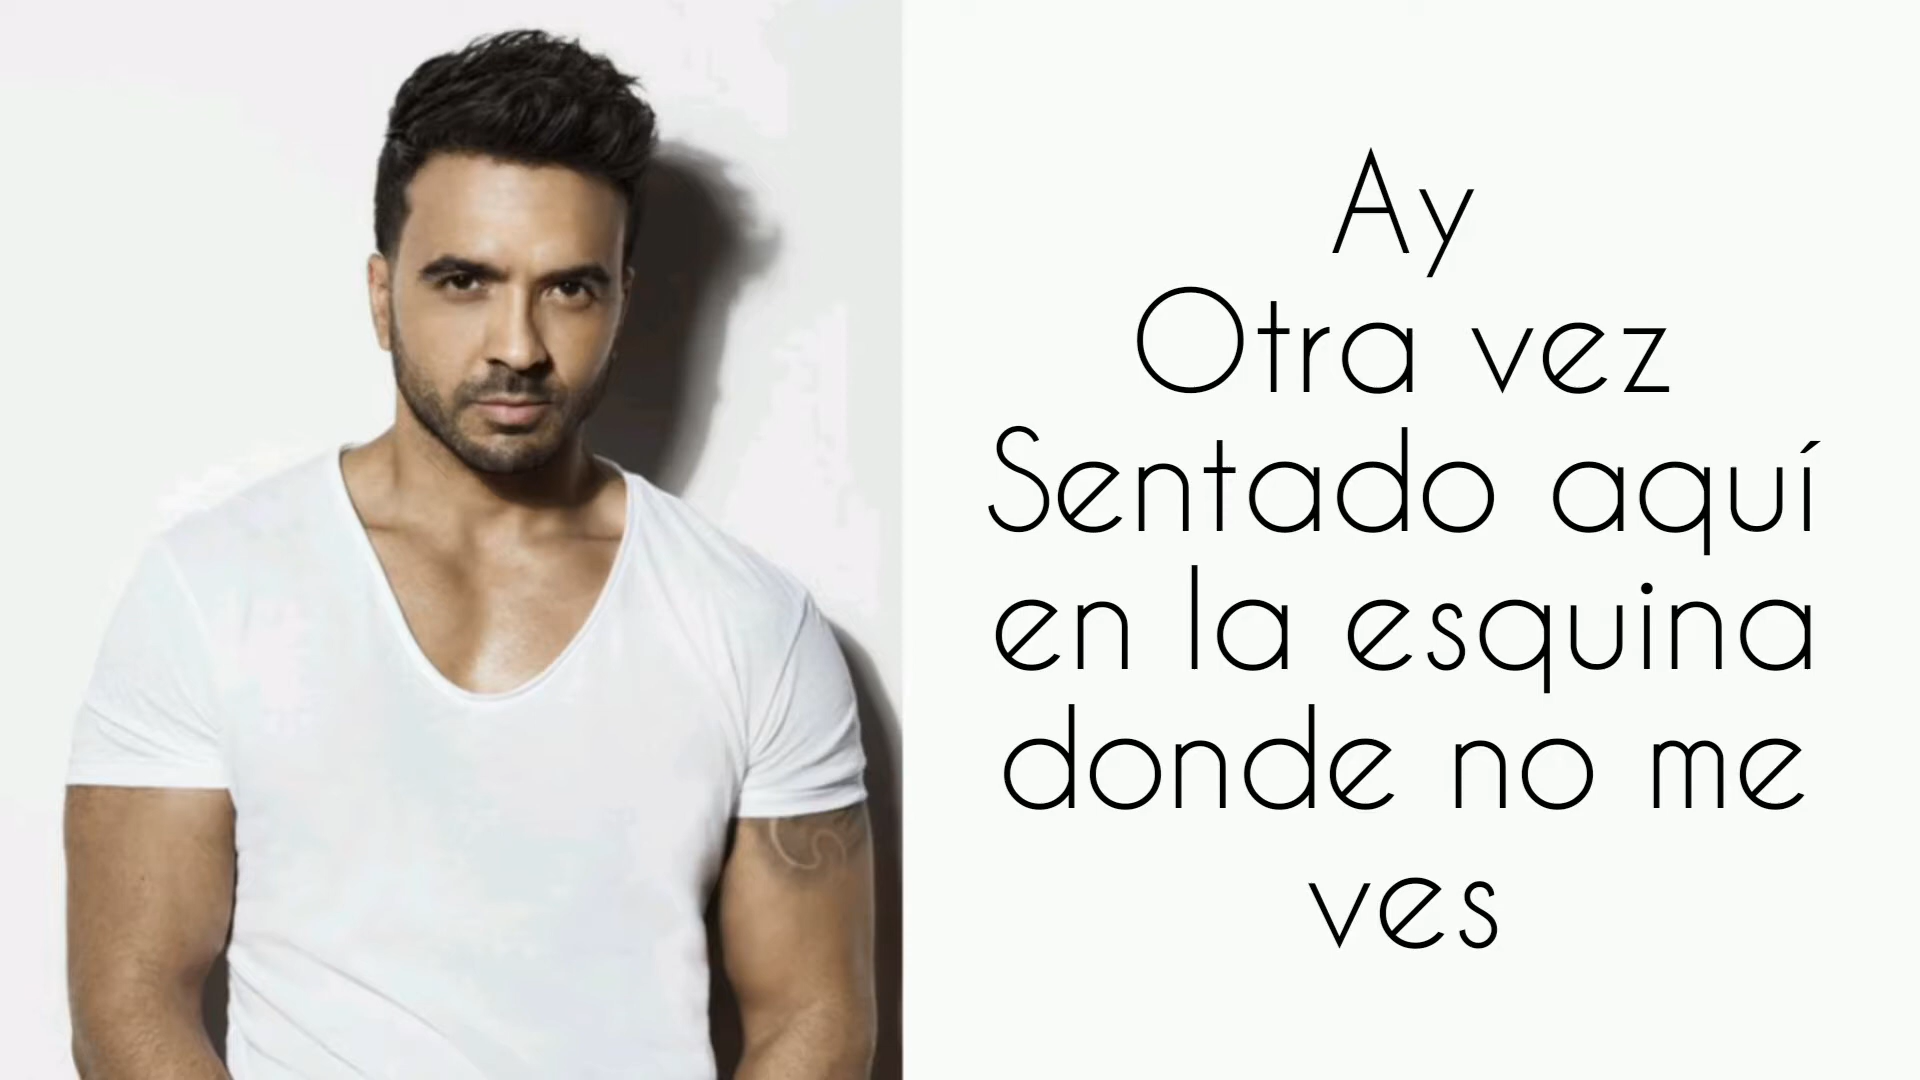 Ay
Otra vez
Sentado aquí
en la esquina
donde no me
ves